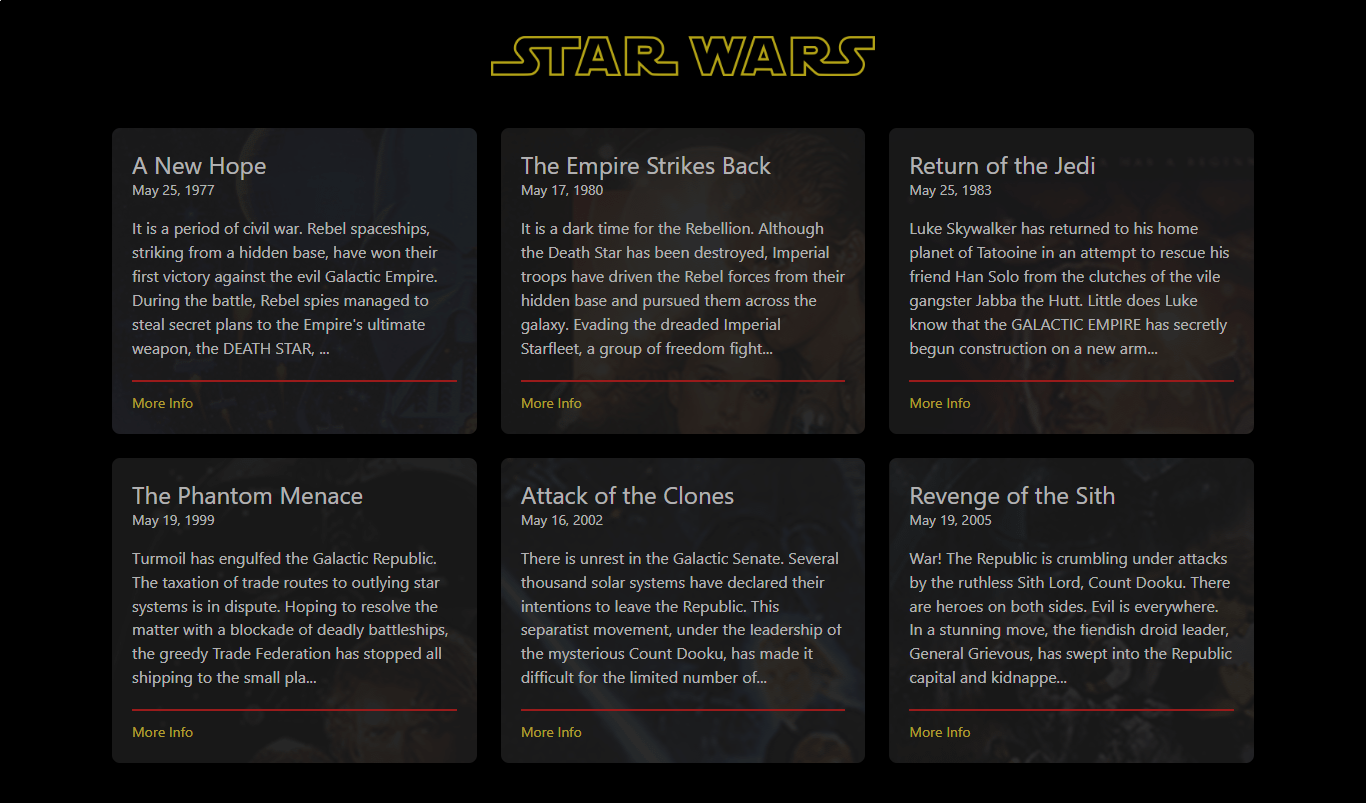 STAR WARS
A New Hope
May 25, 1977
It is a period of civil war. Rebel spaceships,
striking from a hidden base, have won their
first victory against the evil Galactic Empire.
During the battle, Rebel spies managed to
steal secret plans to the Empire's ultimate
weapon, the DEATH STAR, ...
More Info
The Empire Strikes Back
May 17, 1980
It is a dark time for the Rebellion. Although
the Death Star has been destroyed, Imperial
troops have driven the Rebel forces from their
hidden base and pursued them across the
galaxy. Evading the dreaded Imperial
Starfleet, a group of freedom fight...
More Info
Return of the Jedi
May 25, 1983
Luke Skywalker has returned to his home
planet of Tatooine in an attempt to rescue his
friend Han Solo from the clutches of the vile
gangster Jabba the Hutt. Little does Luke
know that the GALACTIC EMPIRE has secretly
begun construction on a new arm...
More Info
The Phantom Menace
May 19, 1999
Turmoil has engulfed the Galactic Republic.
The taxation of trade routes to outlying star
systems is in dispute. Hoping to resolve the
matter with a blockade of deadly battleships,
the greedy Trade Federation has stopped all
shipping to the small pla...
More Info
Attack of the Clones
May 16, 2002
There is unrest in the Galactic Senate. Several
thousand solar systems have declared their
intentions to leave the Republic. This
separatist movement, under the leadership of
the mysterious Count Dooku, has made it
difficult for the limited number of...
More Info
Revenge of the Sith
May 19, 2005
War! The Republic is crumbling under attacks
by the ruthless Sith Lord, Count Dooku. There
are heroes on both sides. Evil is everywhere.
In a stunning move, the fiendish droid leader,
General Grievous, has swept into the Republic
capital and kidnappe...
More Info